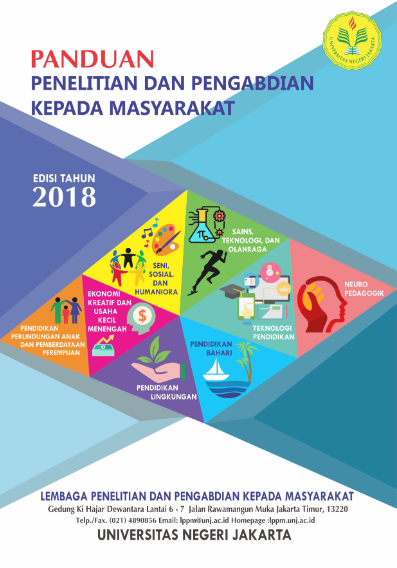 UNIVERSITAS NEGERI JAKARTA
PANDUAN
PENELITIAN DAN PENGABDIAN
KEPADA MASYARAKAT
EDISI TAHUN
2018
SAINS,
TEKNOLOGI, DAN
OLAHRAGA
SENI,
SOSIAL,
DAN
HUMANIORA
NEURO
PEDAGOGIK
EKONOMI
KREATIF DAN
USAHA
KECIL
MENENGAH
$
PENDIDIKAN
PERLINDUNGAN ANAK
DAN PEMBERDAYAAN
PEREMPUAN
TEKNOLOGI
PENDIDIKAN
PENDIDIKAN
BAHARI
PENDIDIKAN
LINGKUNGAN
LEMBAGA PENELITIAN DAN PENGABDIAN KEPADA MASYARAKAT
Gedung Ki Hajar Dewantara Lantai 6 - 7 Jalan Rawamangun Muka Jakarta Timur, 13220
Telp./Fax. (021) 4890856 Email: lppm@unj.ac.id Homepage :lppm.unj.ac.id
UNIVERSITAS NEGERI JAKARTA